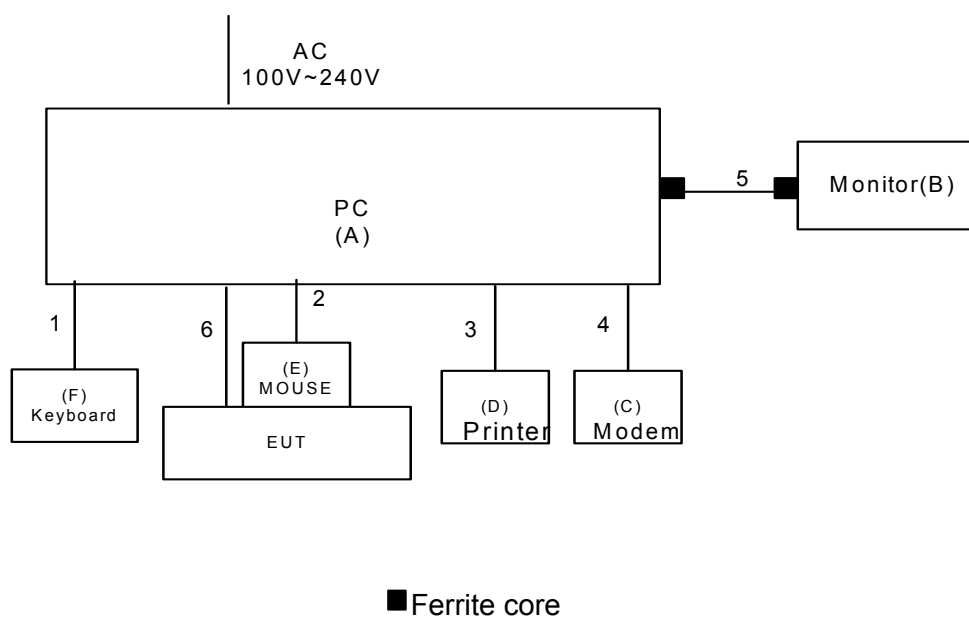 AC
100V~240V
PC
(A)
5
Monitor(B)
1
6
2
3
4
(F)
Keyboard
(E)
MOUSE
EUT
(D)
Printer
(C)
Modem
Ferrite core